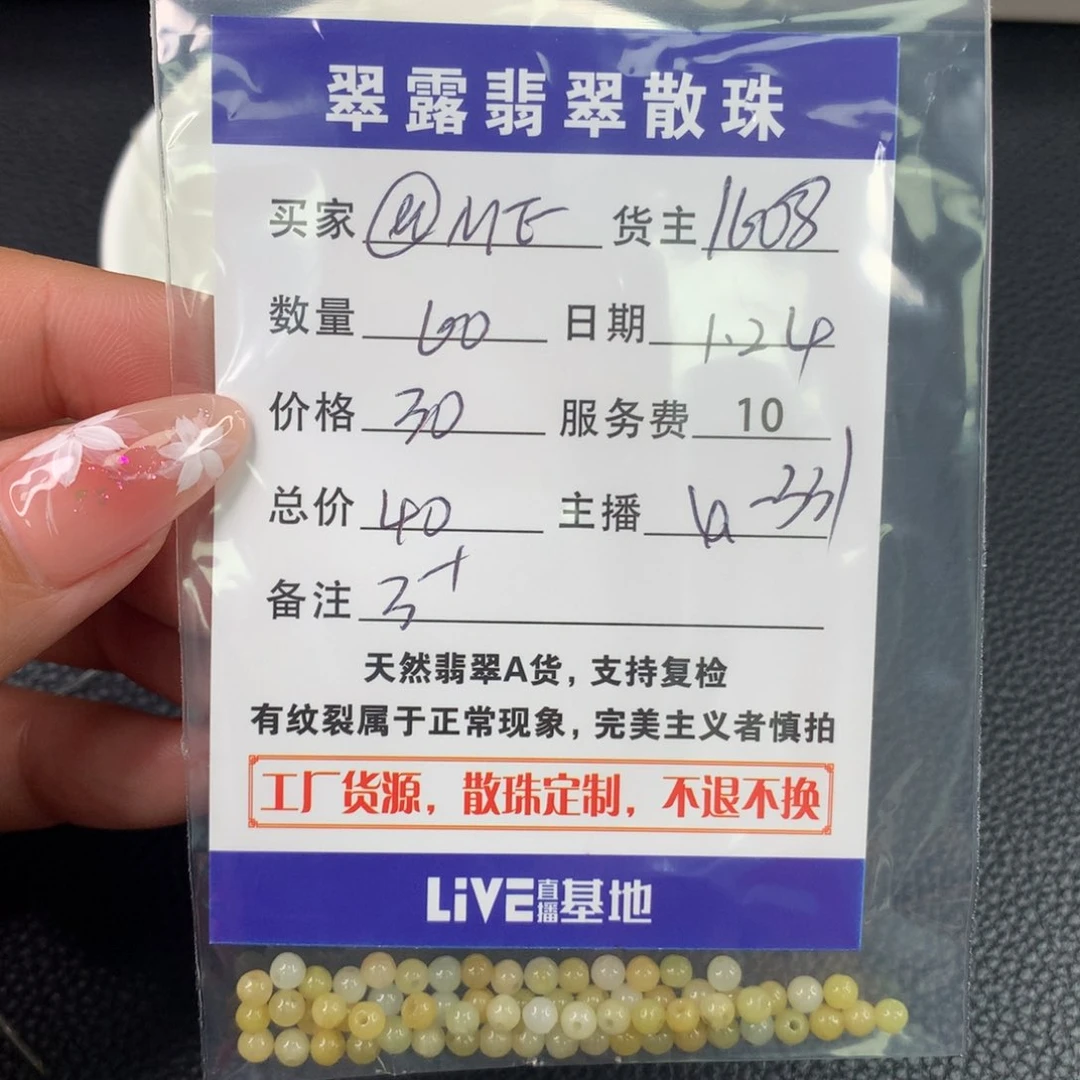 翠露翡翠散珠
买家 @ME 货主 1608
数量 60 日期 1.24
价格 30 服务费 10
总价 40 主播
备注 3+
天然翡翠A货，支持复检
有纹裂属于正常现象，完美主义者慎拍
工厂货源，散珠定制，不退不换
LiVE直播基地